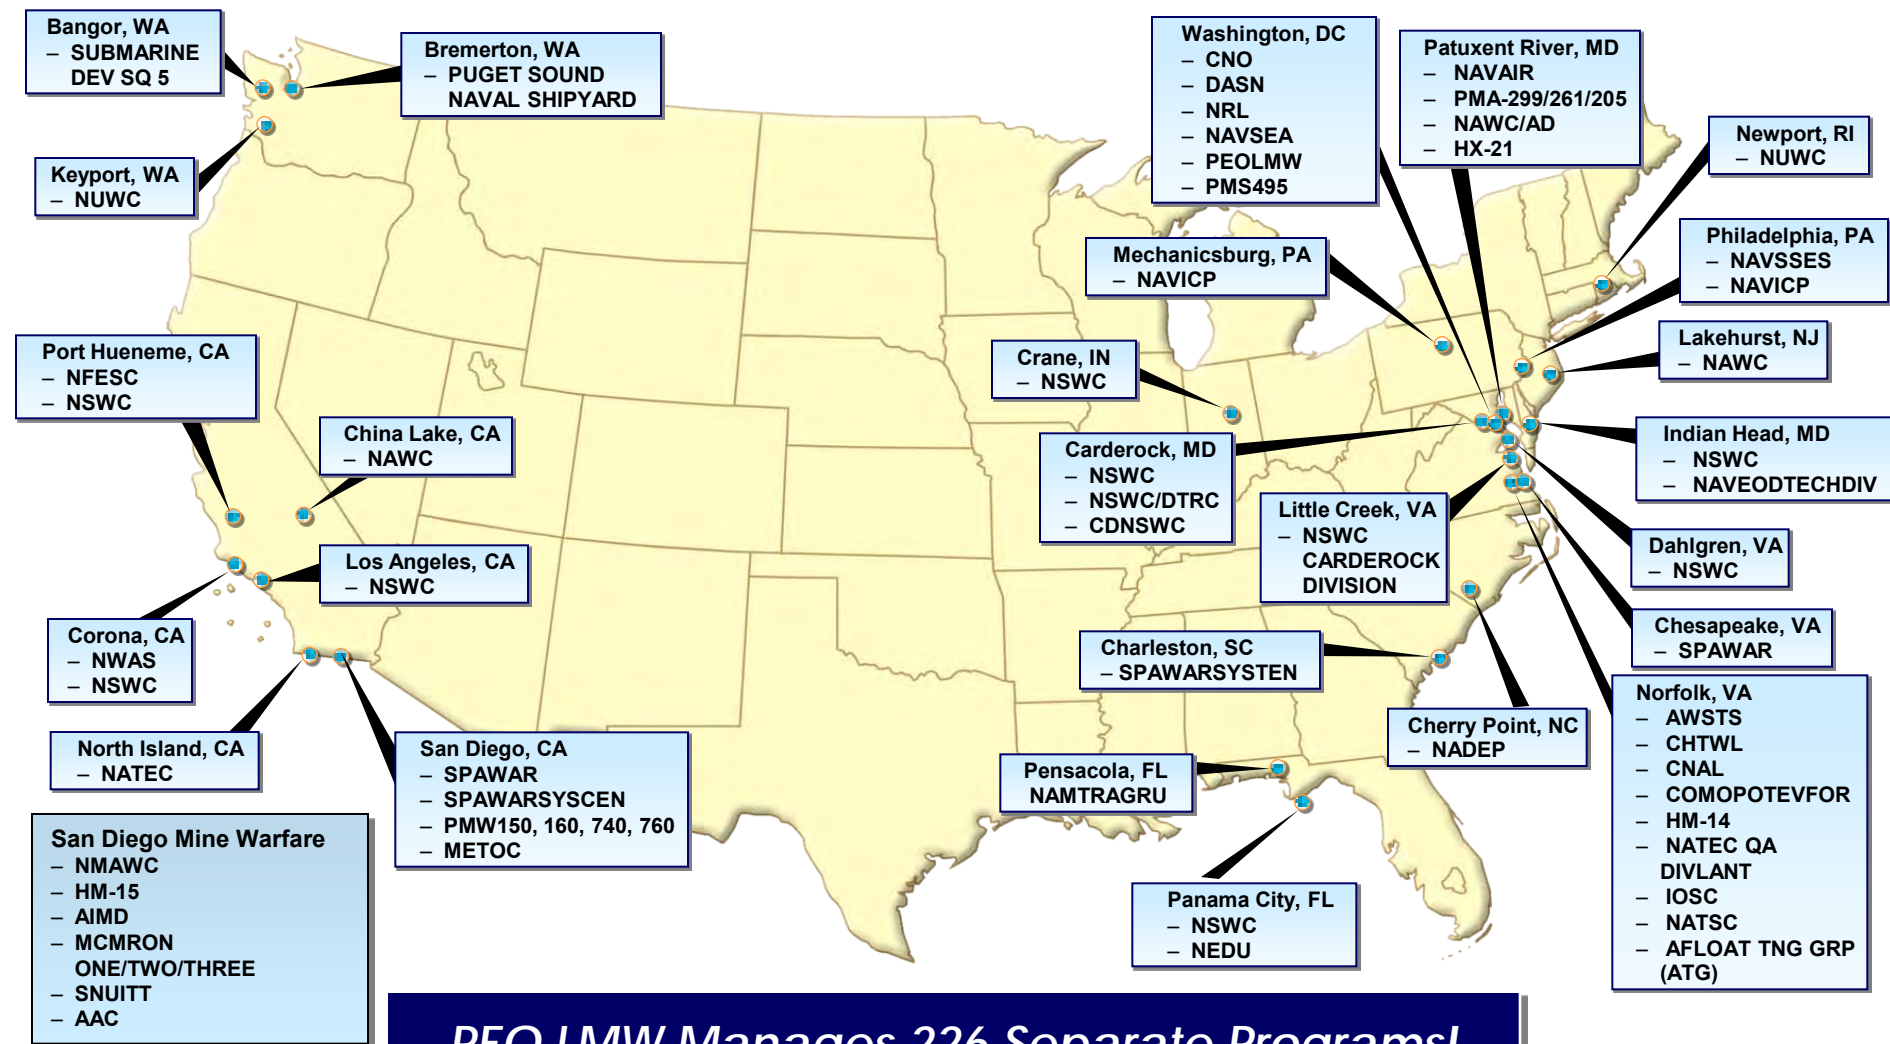 Bangor, WA
– SUBMARINE
DEV SQ 5
Bremerton, WA
– PUGET SOUND
NAVAL SHIPYARD
Keyport, WA
– NUWC
Port Hueneme, CA
– NFESC
– NSWC
China Lake, CA
– NAWC
Los Angeles, CA
– NSWC
Corona, CA
– NWAS
– NSWC
North Island, CA
– NATEC
San Diego, CA
– SPAWAR
– SPAWARSYSCEN
– PMW150, 160, 740, 760
– METOC
San Diego Mine Warfare
– NMAWC
– HM-15
– AIMD
– MCMRON
ONE/TWO/THREE
– SNUITT
– AAC
Washington, DC
– CNO
– DASN
– NRL
– NAVSEA
– PEOLMW
– PMS495
Patuxent River, MD
– NAVAIR
– PMA-299/261/205
– NAWC/AD
– HX-21
Newport, RI
– NUWC
Mechanicsburg, PA
– NAVICP
Philadelphia, PA
– NAVSSES
– NAVICP
Crane, IN
– NSWC
Lakehurst, NJ
– NAWC
Carderock, MD
– NSWC
– NSWC/DTRC
– CDNSWC
Indian Head, MD
– NSWC
– NAVEODTECHDIV
Little Creek, VA
– NSWC
CARDEROCK
DIVISION
Dahlgren, VA
– NSWC
Chesapeake, VA
– SPAWAR
Charleston, SC
– SPAWARSYSTEN
Cherry Point, NC
– NADEP
Pensacola, FL
NAMTRAGRU
Panama City, FL
– NSWC
– NEDU
Norfolk, VA
– AWSTS
– CHTWL
– CNAL
– COMOPOTEVFOR
– HM-14
– NATEC QA
DIVLANT
– IOSC
– NATSC
– AFLOAT TNG GRP
(ATG)
PEO LMW Manages 226 Separate Programs!